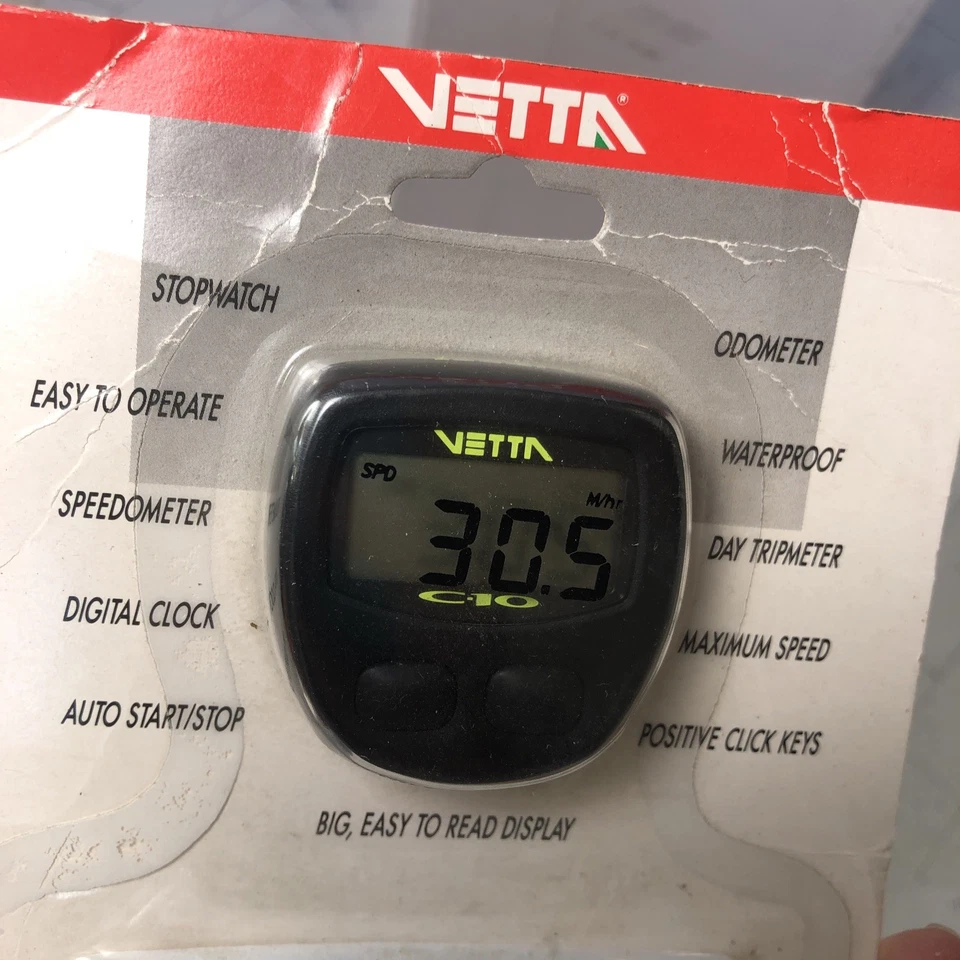 VETTA®
STOPWATCH
ODOMETER
EASY TO OPERATE
VETTA
WATERPROOF
SPD
M/hr
SPEEDOMETER
30.5
DAY TRIPMETER
C-10
DIGITAL CLOCK
MAXIMUM SPEED
AUTO START/STOP
POSITIVE CLICK KEYS
BIG, EASY TO READ DISPLAY